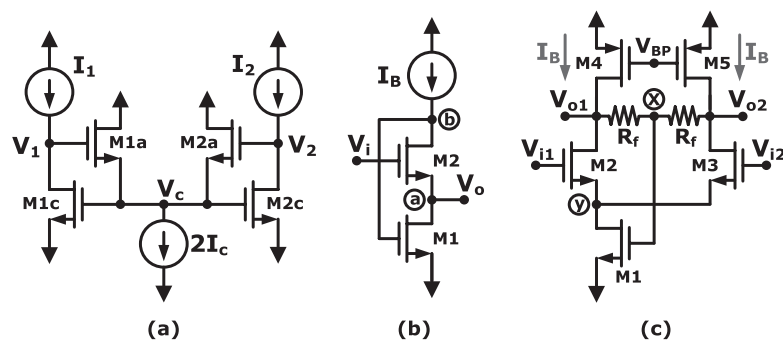 I1
I2
V1
M1a
M2a
V2
M1c
Vc
M2c
2Ic
(a)
IB
b
Vi
M2
a
Vo
M1
(b)
IB
M4
VBP
M5
IB
Vo1
X
Vo2
Rf
Rf
Vi1
M2
M3
Vi2
y
M1
(c)